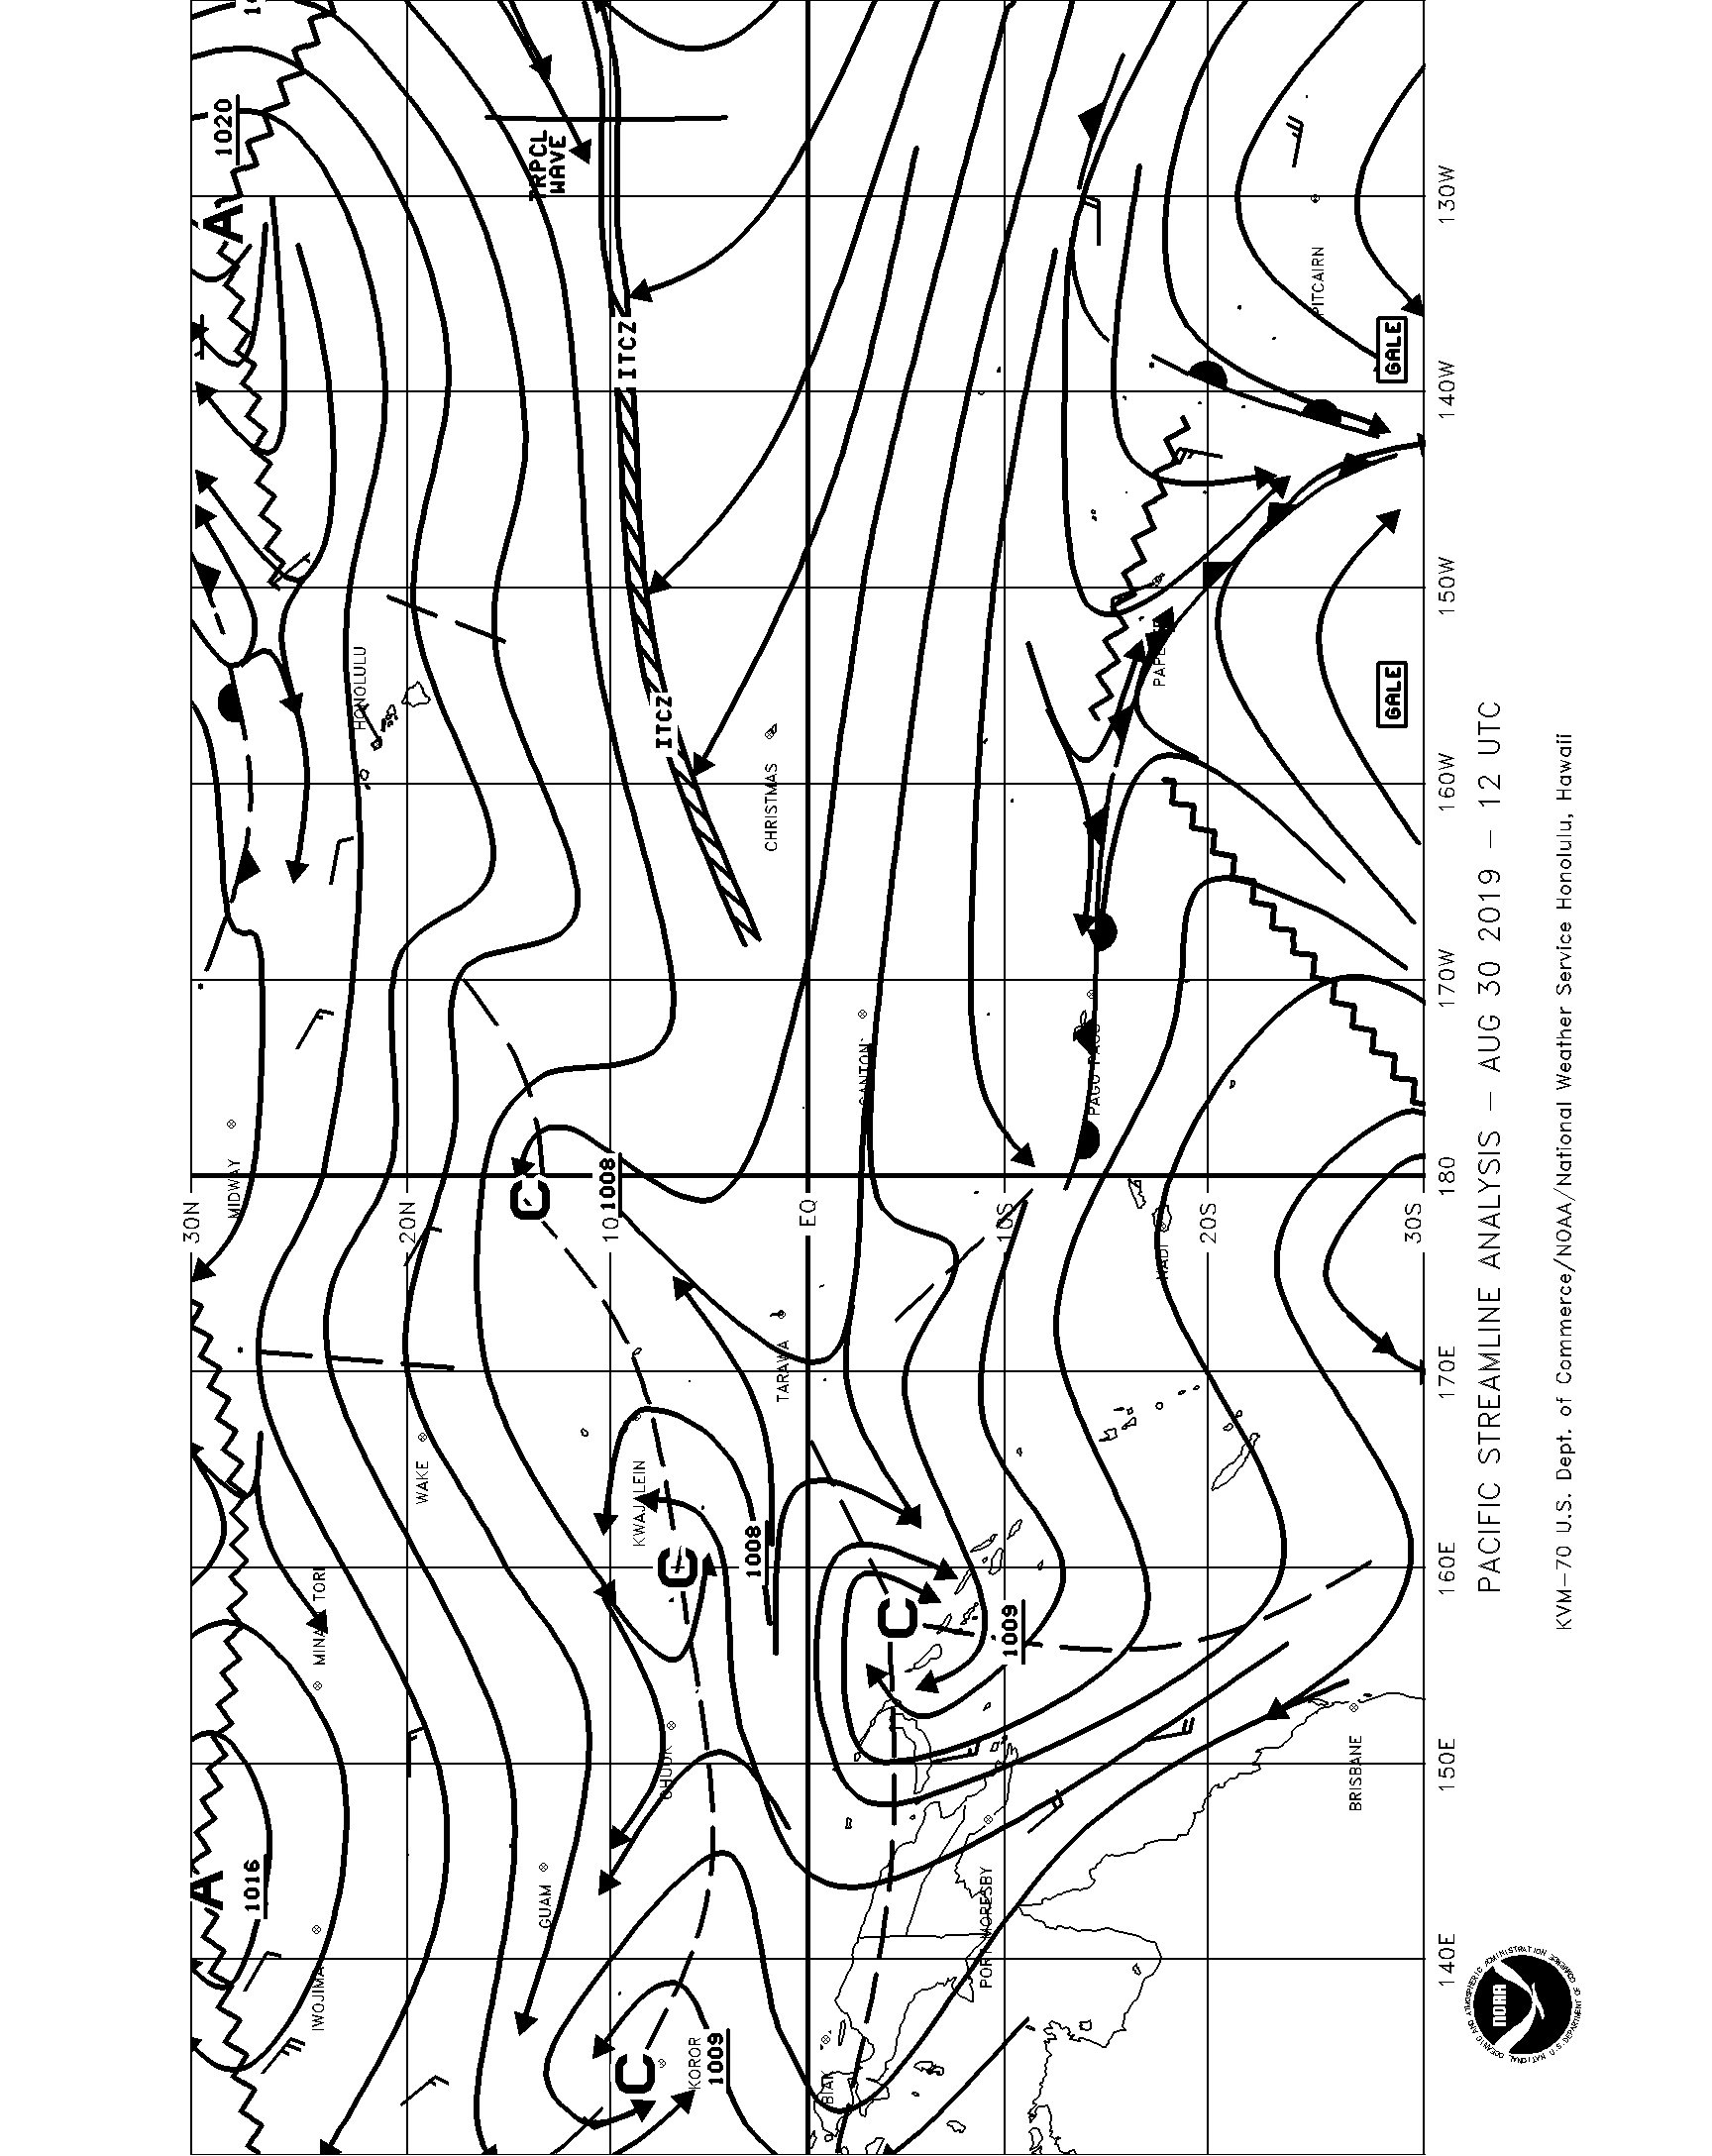 PACIFIC STREAMLINE ANALYSIS – AUG 30 2019 – 12 UTC
KVM–70 U.S. Dept. of Commerce/NOAA/National Weather Service Honolulu, Hawaii
30N
20N
10
EQ
10S
20S
30S
140E
150E
160E
170E
180
170W
160W
150W
140W
130W
A
1016
A
1020
TRPCL
WAVE
ITCZ
ITCZ
C
1008
C
1008
C
1009
C
1009
GALE
GALE
IWOJIMA
GUAM
KOROR
BIAK
PORT MORESBY
BRISBANE
CHUUK
KWAJALEIN
WAKE
TARAWA
MIDWAY
CANTON
PAGO PAGO
NADI
CHRISTMAS
HONOLULU
PITCAIRN
NOAA
NATIONAL OCEANIC AND ATMOSPHERIC ADMINISTRATION
U.S. DEPARTMENT OF COMMERCE